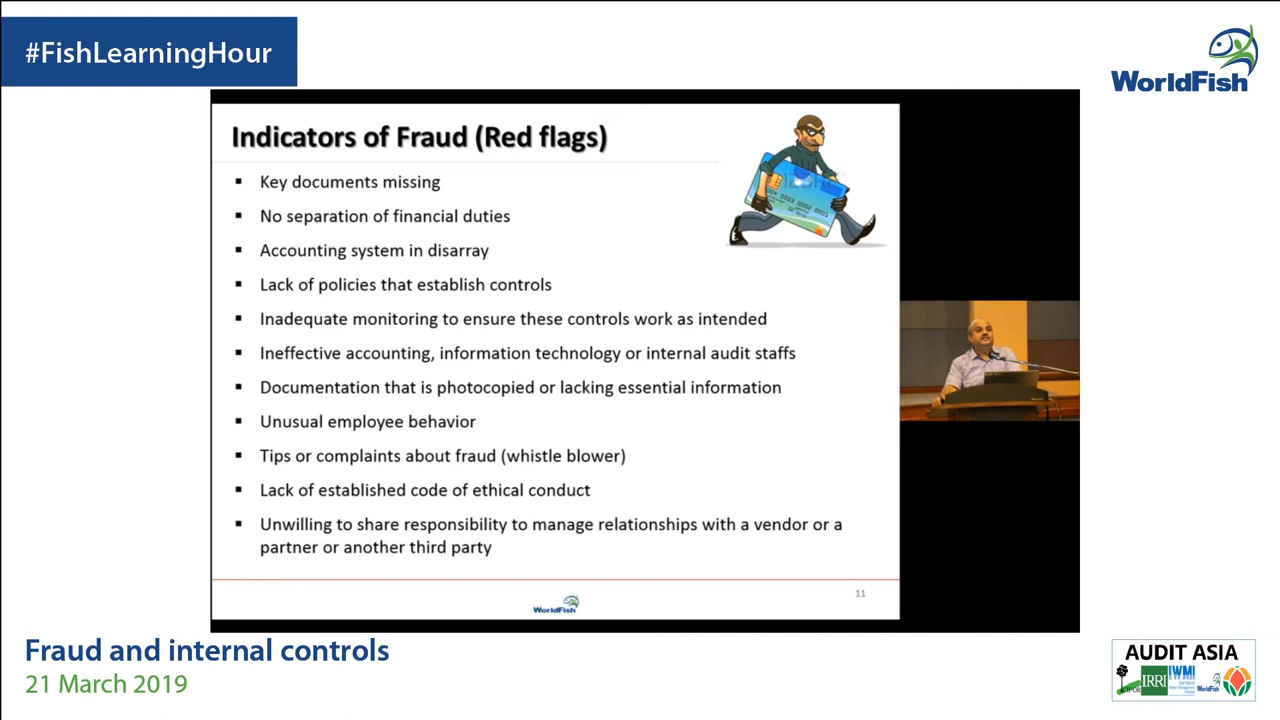 #FishLearningHour
WorldFish
Indicators of Fraud (Red flags)
▪ Key documents missing
▪ No separation of financial duties
▪ Accounting system in disarray
▪ Lack of policies that establish controls
▪ Inadequate monitoring to ensure these controls work as intended
▪ Ineffective accounting, information technology or internal audit staffs
▪ Documentation that is photocopied or lacking essential information
▪ Unusual employee behavior
▪ Tips or complaints about fraud (whistle blower)
▪ Lack of established code of ethical conduct
▪ Unwilling to share responsibility to manage relationships with a vendor or a
partner or another third party
11
WorldFish
Fraud and internal controls
21 March 2019
AUDIT ASIA
IRRI
IWMI
WorldFish